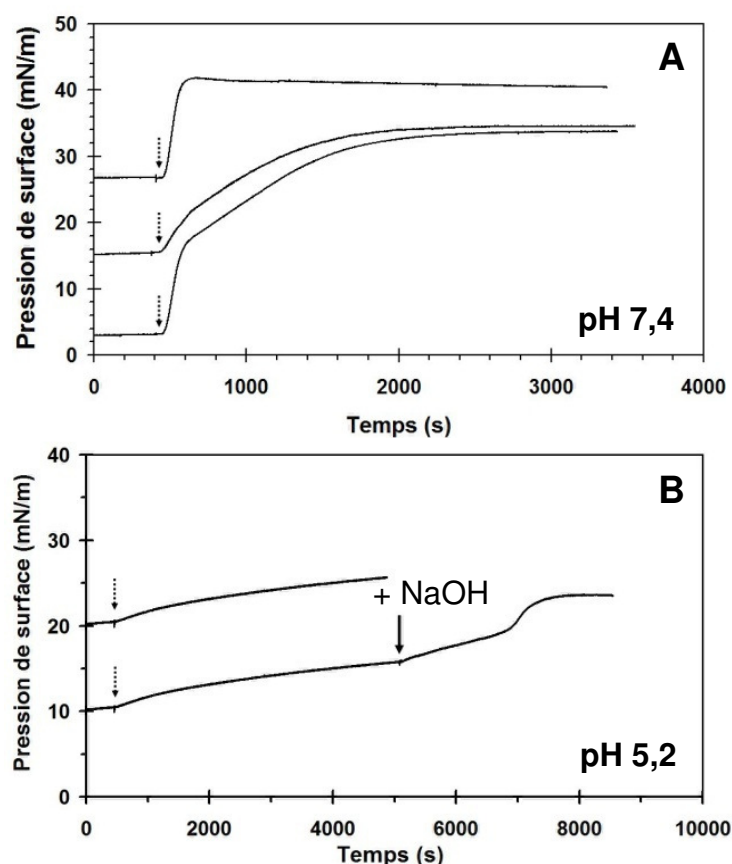 50
A
40
30
20
10
0
Pression de surface (mN/m)
pH 7,4
0 1000 2000 3000 4000
Temps (s)
40
B
30
+ NaOH
20
10
0
Pression de surface (mN/m)
pH 5,2
0 2000 4000 6000 8000 10000
Temps (s)